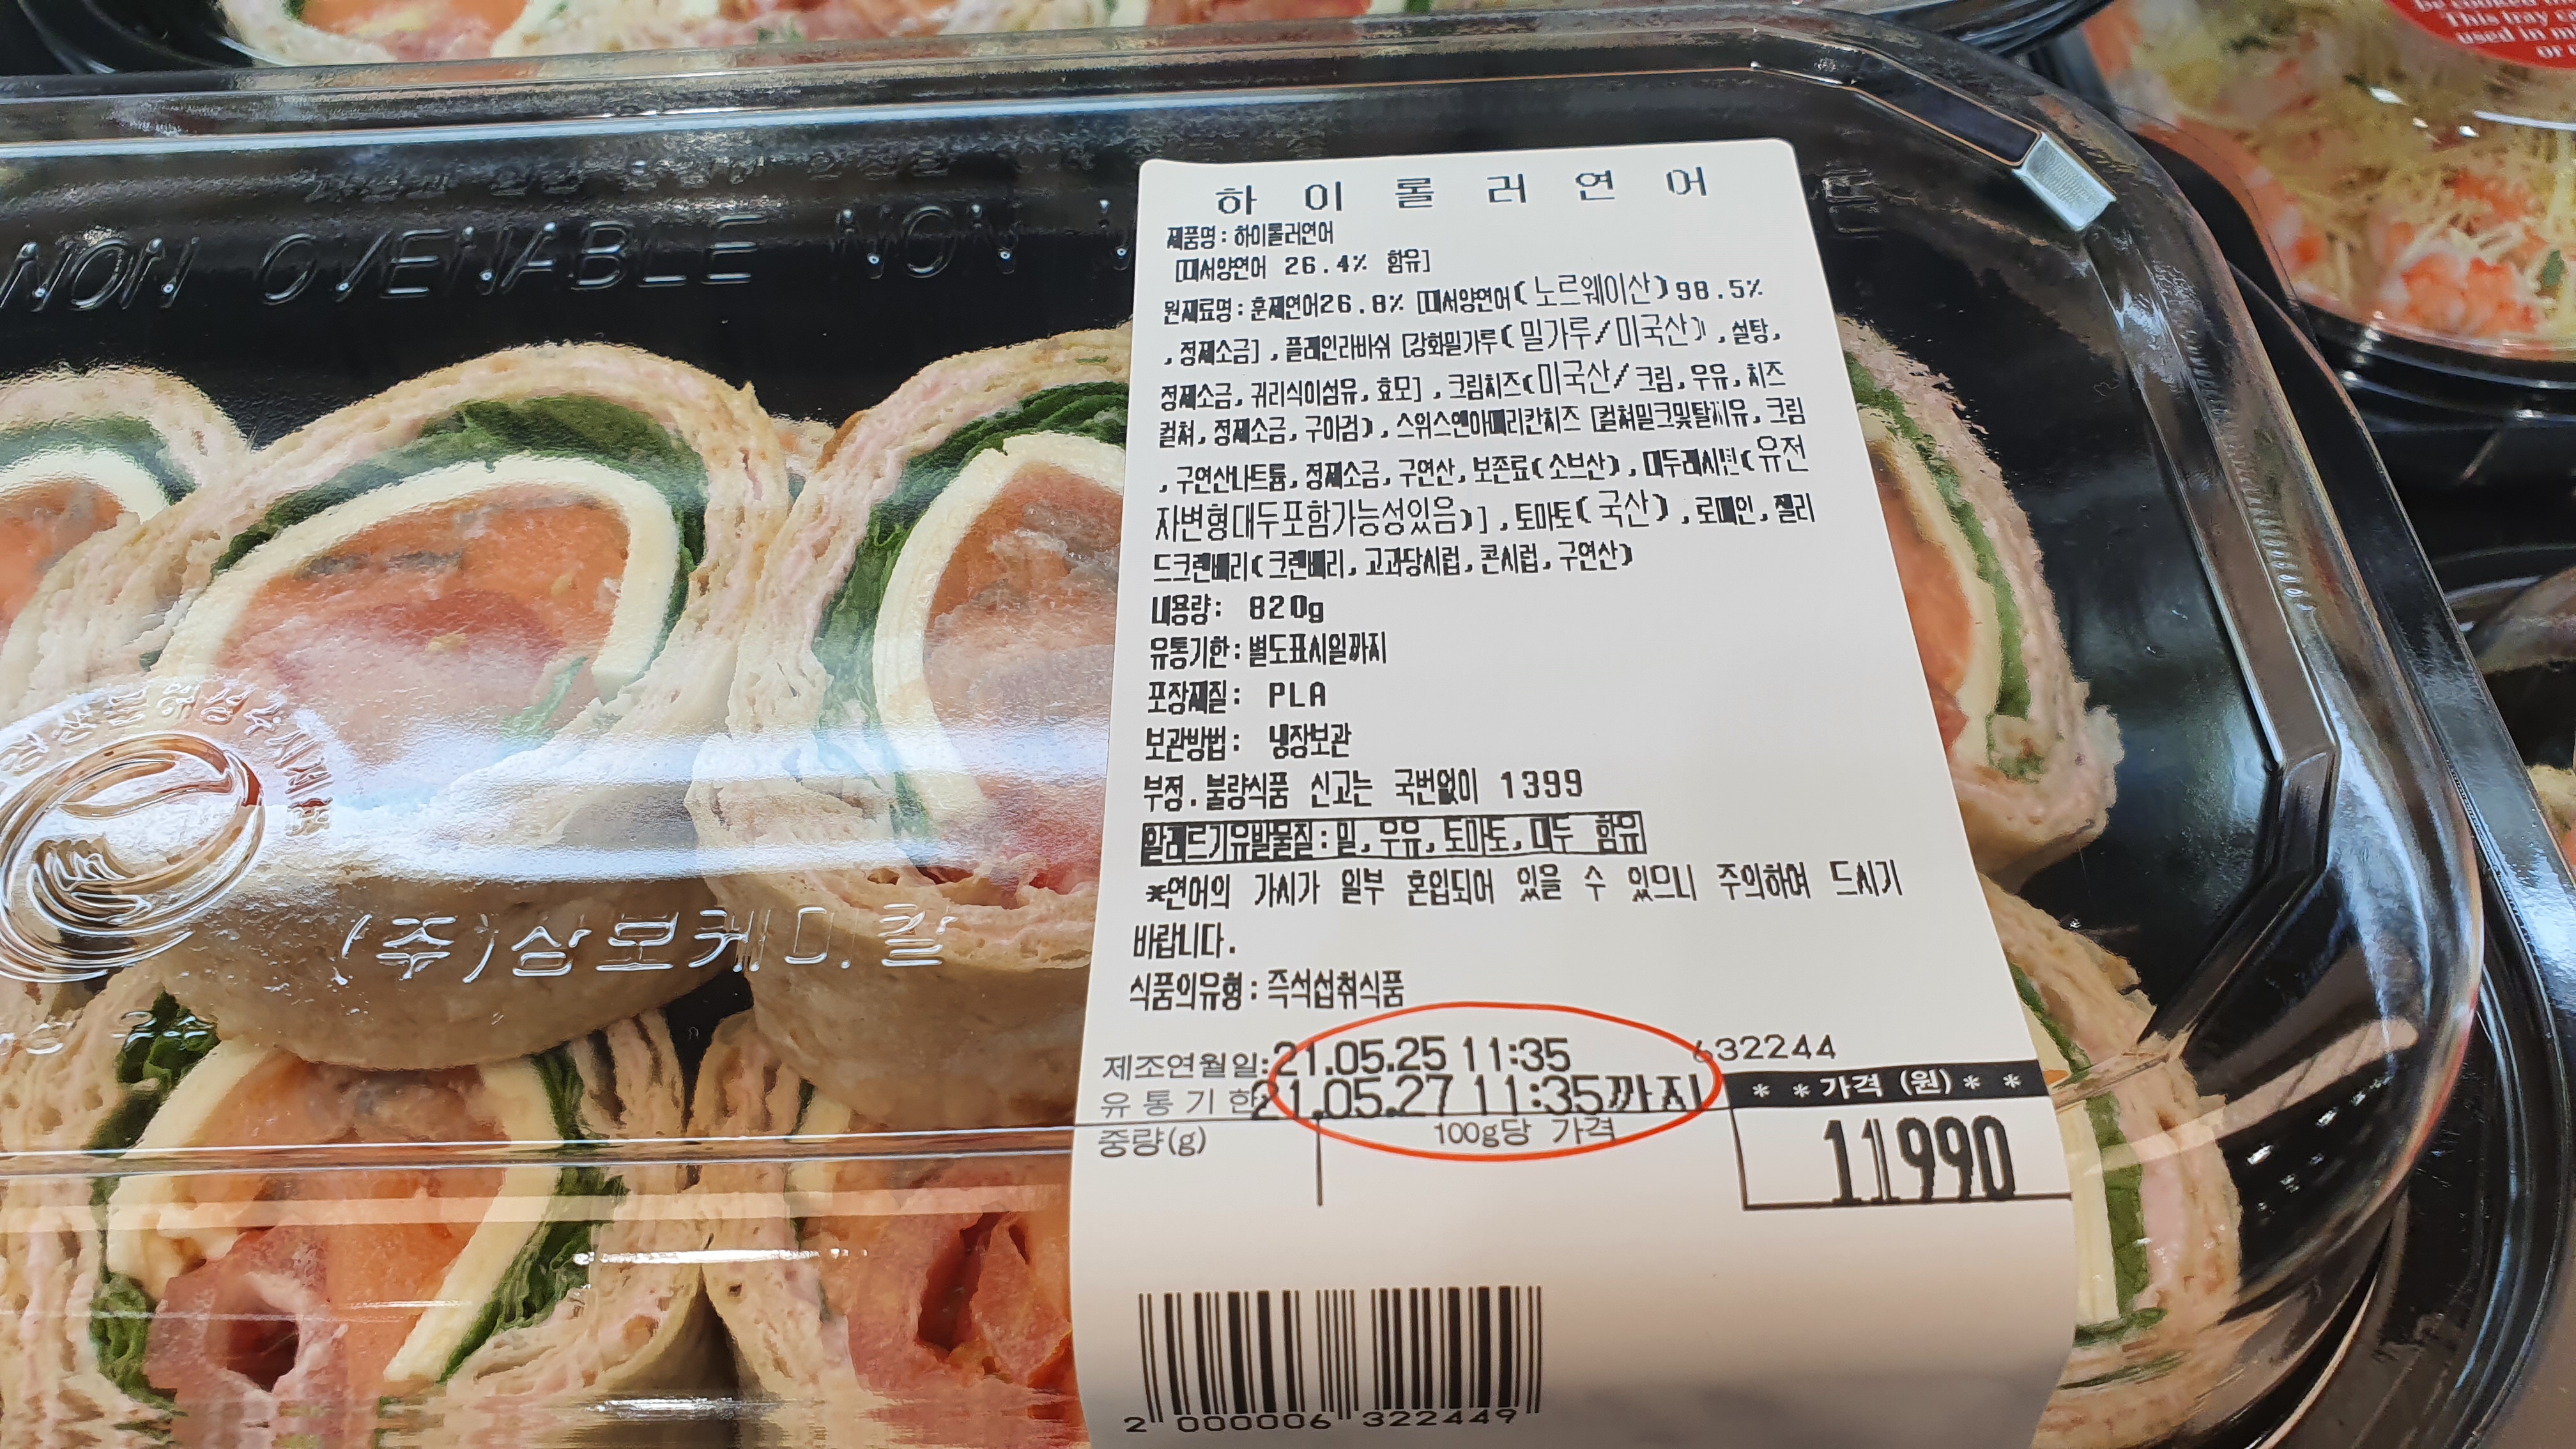 be cooked
This tray
used in
or
NON OVENABLE NON
하이롤러연어
제품명: 하이롤러연어
[대서양연어 26.4% 함유]
원재료명: 훈제연어26.8% [대서양연어(노르웨이산)98.5%
,정제소금], 플레인라바쉬 [강화밀가루(밀가루/미국산), 설탕,
정제소금, 귀리식이섬유, 효모], 크림치즈(미국산/크림, 우유, 치즈
컬쳐, 정제소금, 구아검), 스위스앤아메리칸치즈 [컬쳐밀크및탈지유, 크림
, 구연산나트륨, 정제소금, 구연산, 보존료(소브산), 대두레시틴(유전
자변형대두포함가능성있음)], 토마토(국산), 로메인, 젤리
드크랜베리(크랜베리, 고과당시럽, 콘시럽, 구연산)
내용량: 820g
유통기한: 별도표시일까지
포장재질: PLA
보관방법: 냉장보관
부정.불량식품 신고는 국번없이 1399
알레르기유발물질: 밀, 우유, 토마토, 대두 함유
*연어의 가시가 일부 혼입되어 있을 수 있으니 주의하여 드시기
바랍니다.
식품의유형: 즉석섭취식품
제조연월일: 21.05.25 11:35 632244
유통기한 21.05.27 11:35까지 **가격(원)**
중량(g) 100g당 가격 11990
2 000006 322449
(주)삼보케미칼